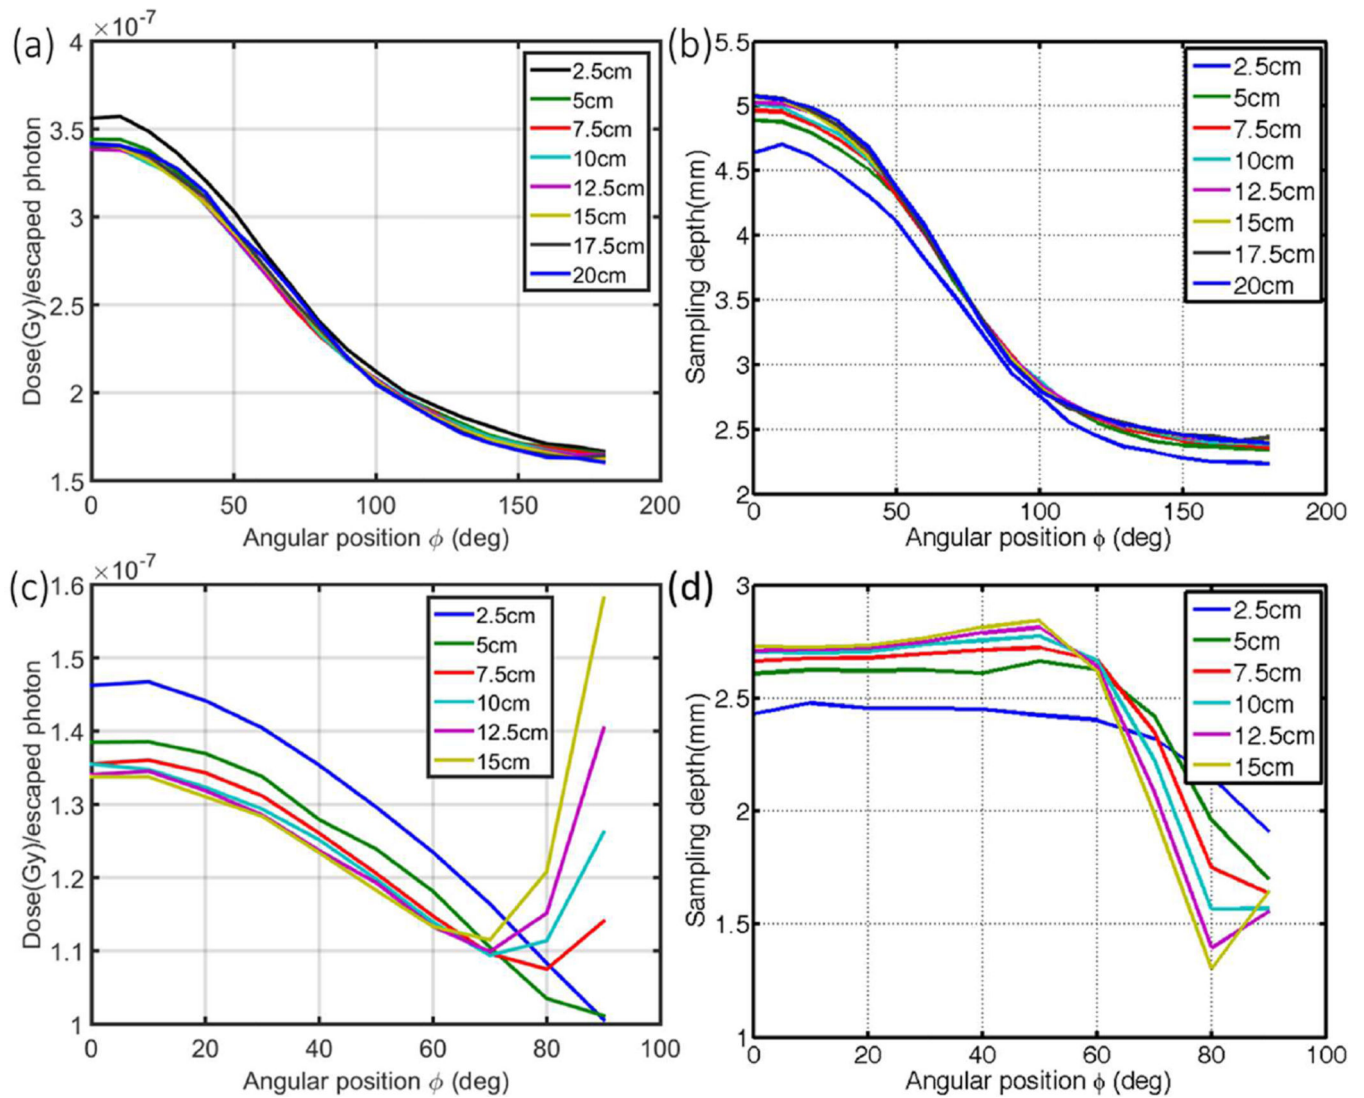 (a)
×10⁻⁷
4
3.5
3
2.5
2
1.5
0 50 100 150 200
Dose(Gy)/escaped photon
Angular position ϕ (deg)
2.5cm
5cm
7.5cm
10cm
12.5cm
15cm
17.5cm
20cm
(b)
5.5
5
4.5
4
3.5
3
2.5
2
0 50 100 150 200
Sampling depth(mm)
Angular position ϕ (deg)
2.5cm
5cm
7.5cm
10cm
12.5cm
15cm
17.5cm
20cm
(c)
×10⁻⁷
1.6
1.5
1.4
1.3
1.2
1.1
1
0 20 40 60 80 100
Dose(Gy)/escaped photon
Angular position ϕ (deg)
2.5cm
5cm
7.5cm
10cm
12.5cm
15cm
(d)
3
2.5
2
1.5
1
0 20 40 60 80 100
Sampling depth(mm)
Angular position ϕ (deg)
2.5cm
5cm
7.5cm
10cm
12.5cm
15cm